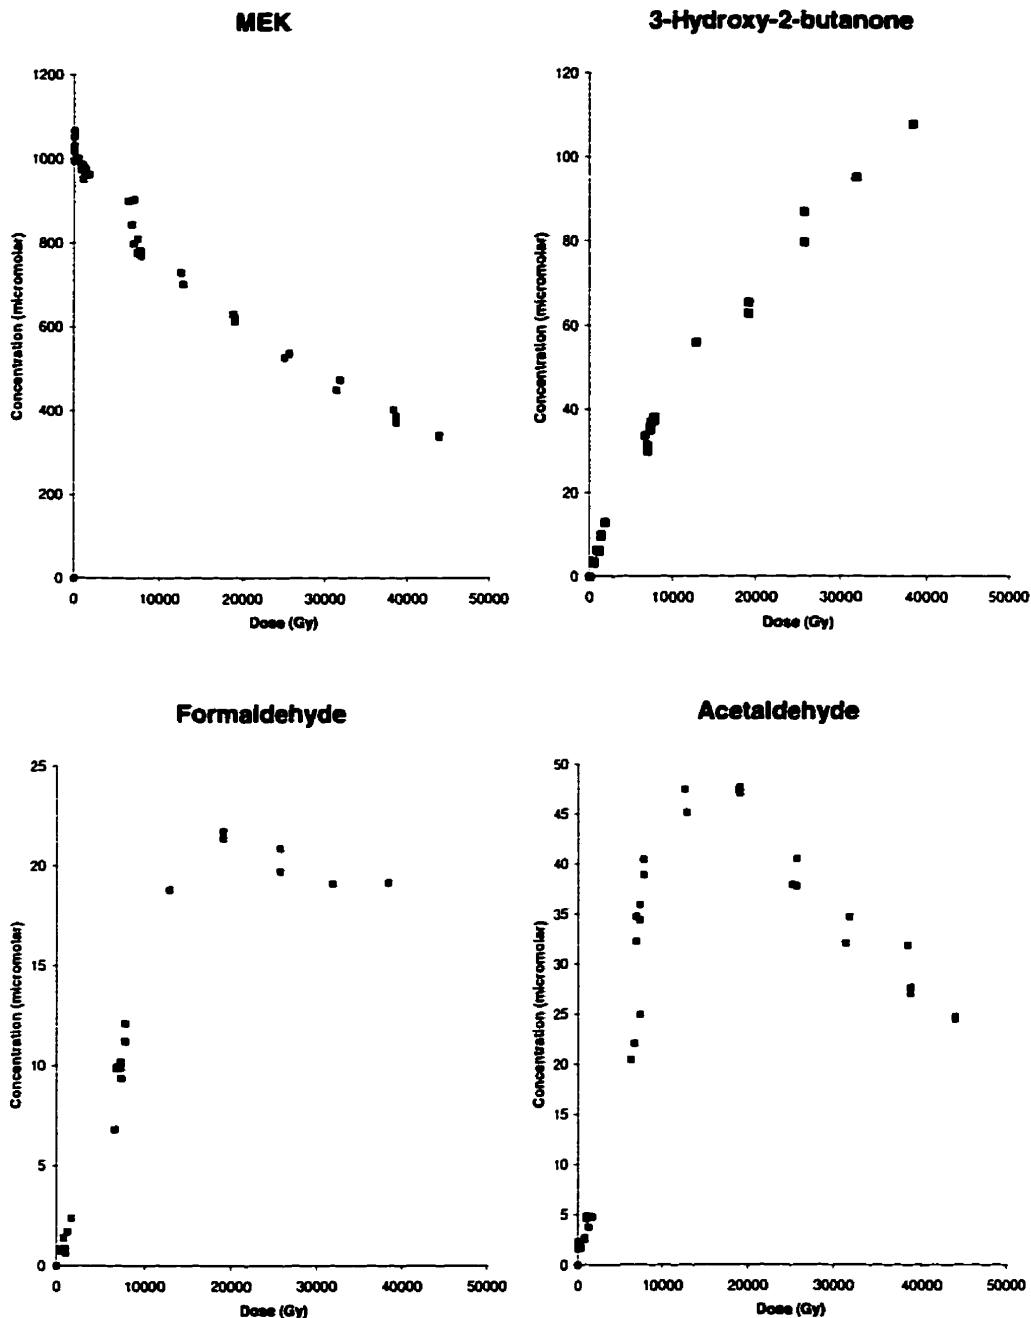 MEK
3-Hydroxy-2-butanone
1200
1000
800
600
400
200
0
Concentration (micromolar)
0 10000 20000 30000 40000 50000
Dose (Gy)
120
100
80
60
40
20
0
Concentration (micromolar)
0 10000 20000 30000 40000 50000
Dose (Gy)
Formaldehyde
Acetaldehyde
25
20
15
10
5
0
Concentration (micromolar)
0 10000 20000 30000 40000 50000
Dose (Gy)
50
45
40
35
30
25
20
15
10
5
0
Concentration (micromolar)
0 10000 20000 30000 40000 50000
Dose (Gy)